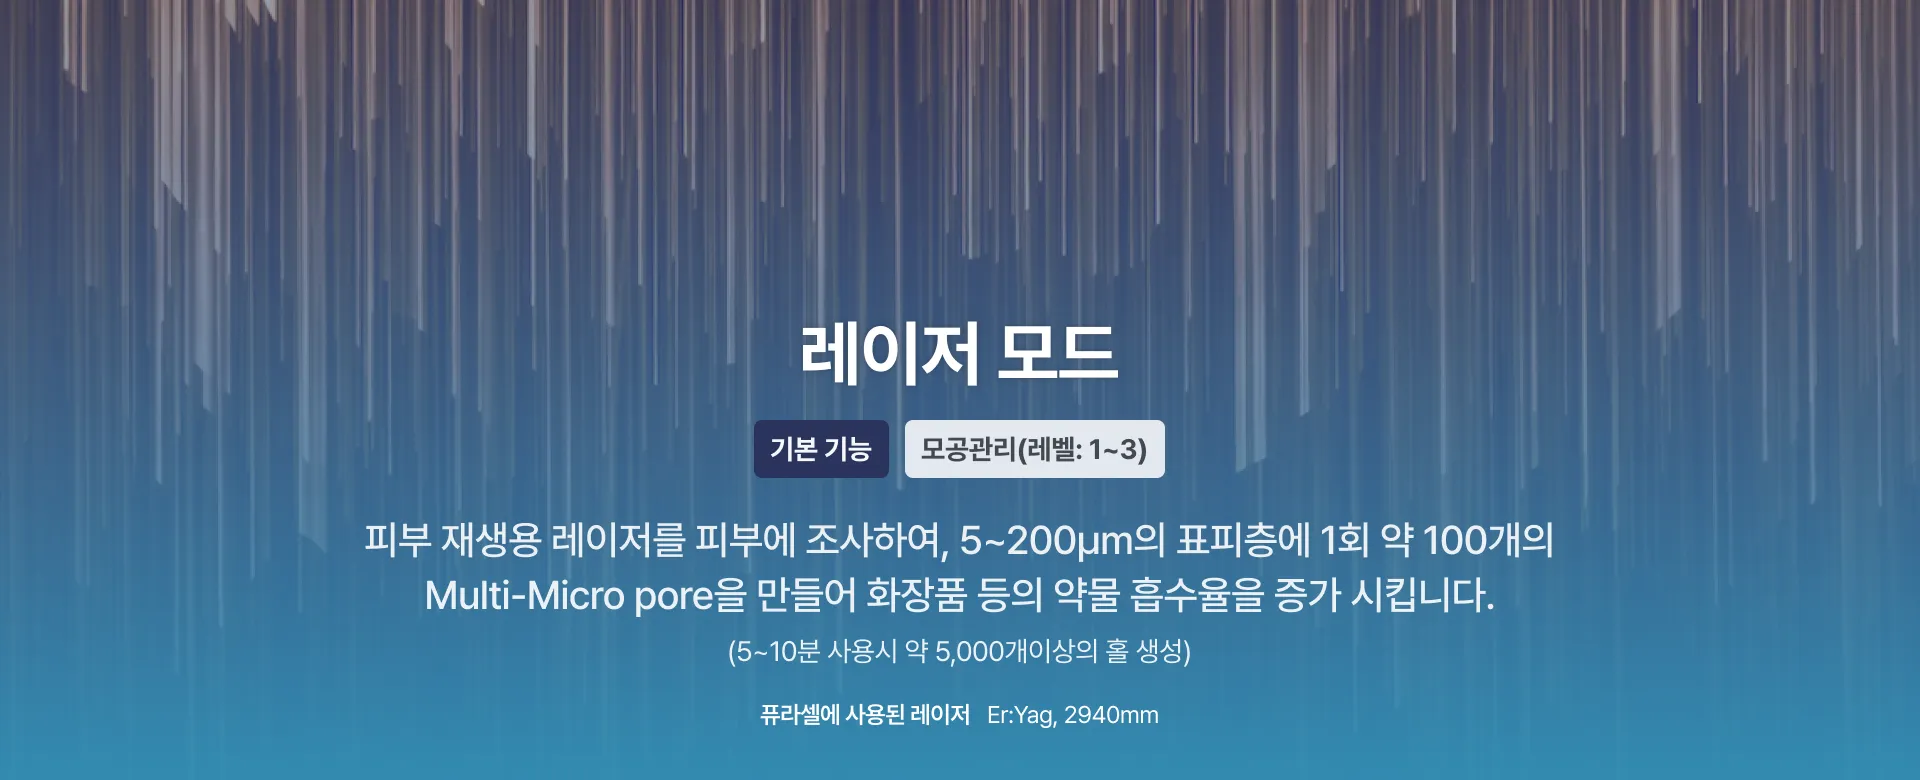 레이저 모드
기본 기능 모공관리(레벨: 1~3)
피부 재생용 레이저를 피부에 조사하여, 5~200μm의 표피층에 1회 약 100개의
Multi-Micro pore을 만들어 화장품 등의 약물 흡수율을 증가 시킵니다.
(5~10분 사용시 약 5,000개이상의 홀 생성)
퓨라셀에 사용된 레이저 Er:Yag, 2940mm